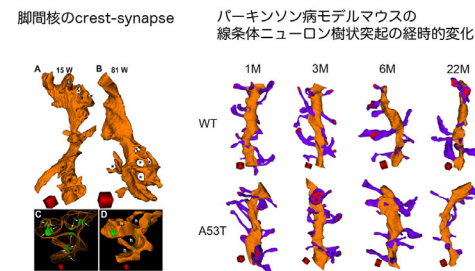 脚間核のcrest-synapse
パーキンソン病モデルマウスの
線条体ニューロン樹状突起の経時的変化
A 15 W B 81 W
C D
1M 3M 6M 22M
WT
A53T